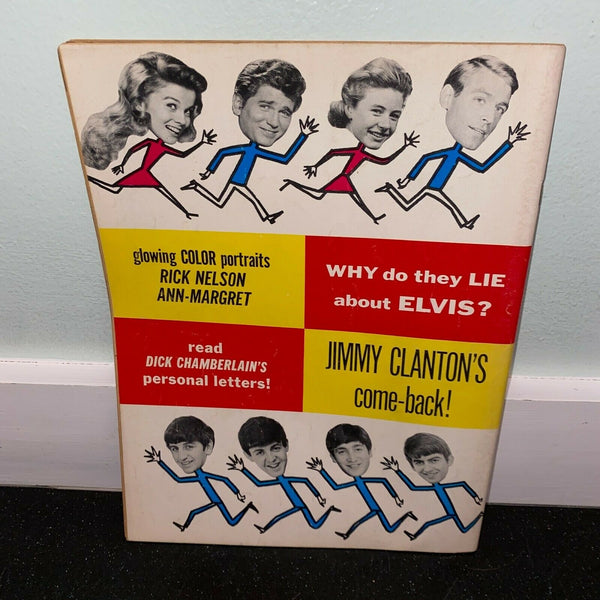 glowing COLOR portraits
RICK NELSON
ANN-MARGRET
WHY do they LIE
about ELVIS?
read
DICK CHAMBERLAIN'S
personal letters!
JIMMY CLANTON'S
come-back!